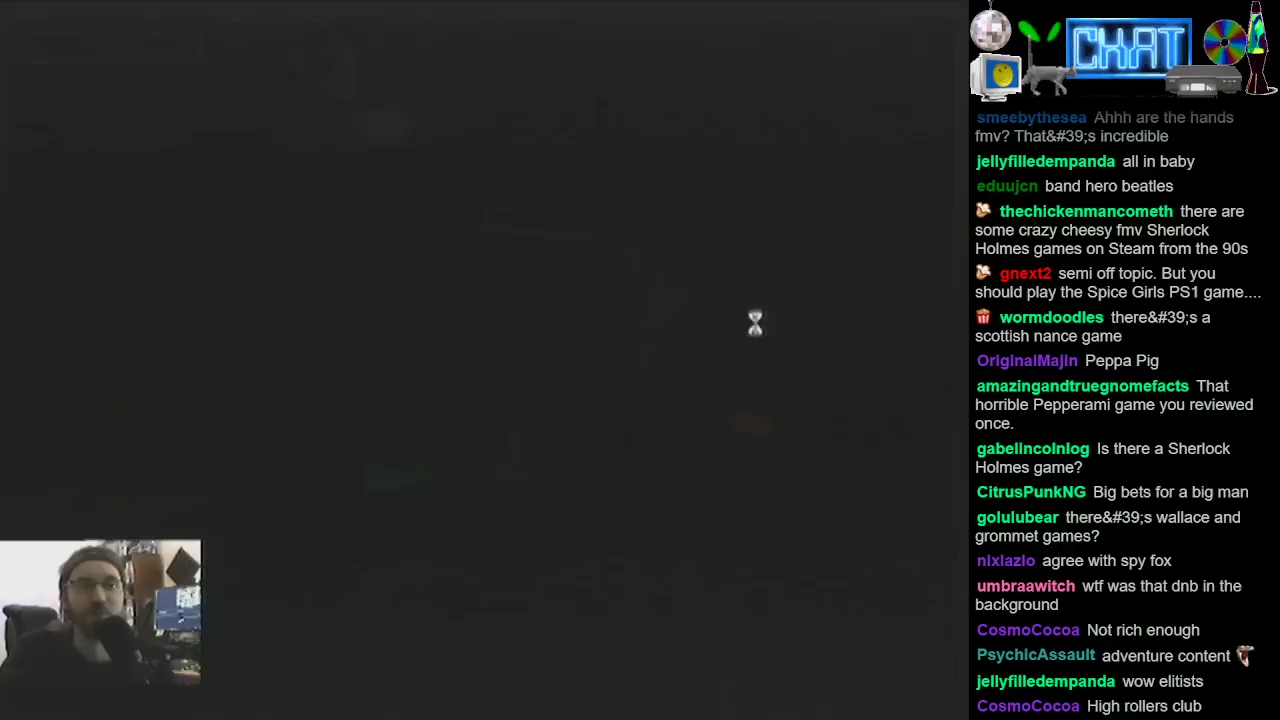 CHAT
smeebythesea Ahhh are the hands
fmv? That&#39;s incredible
jellyfilledempanda all in baby
eduujcn band hero beatles
thechickenmancometh there are
some crazy cheesy fmv Sherlock
Holmes games on Steam from the 90s
gnext2 semi off topic. But you
should play the Spice Girls PS1 game....
wormdoodles there&#39;s a
scottish nance game
OriginalMajin Peppa Pig
amazingandtruegnomefacts That
horrible Pepperami game you reviewed
once.
gabelincolnlog Is there a Sherlock
Holmes game?
CitrusPunkNG Big bets for a big man
golulubear there&#39;s wallace and
grommet games?
nixlazlo agree with spy fox
umbraawitch wtf was that dnb in the
background
CosmoCocoa Not rich enough
PsychicAssault adventure content
jellyfilledempanda wow elitists
CosmoCocoa High rollers club